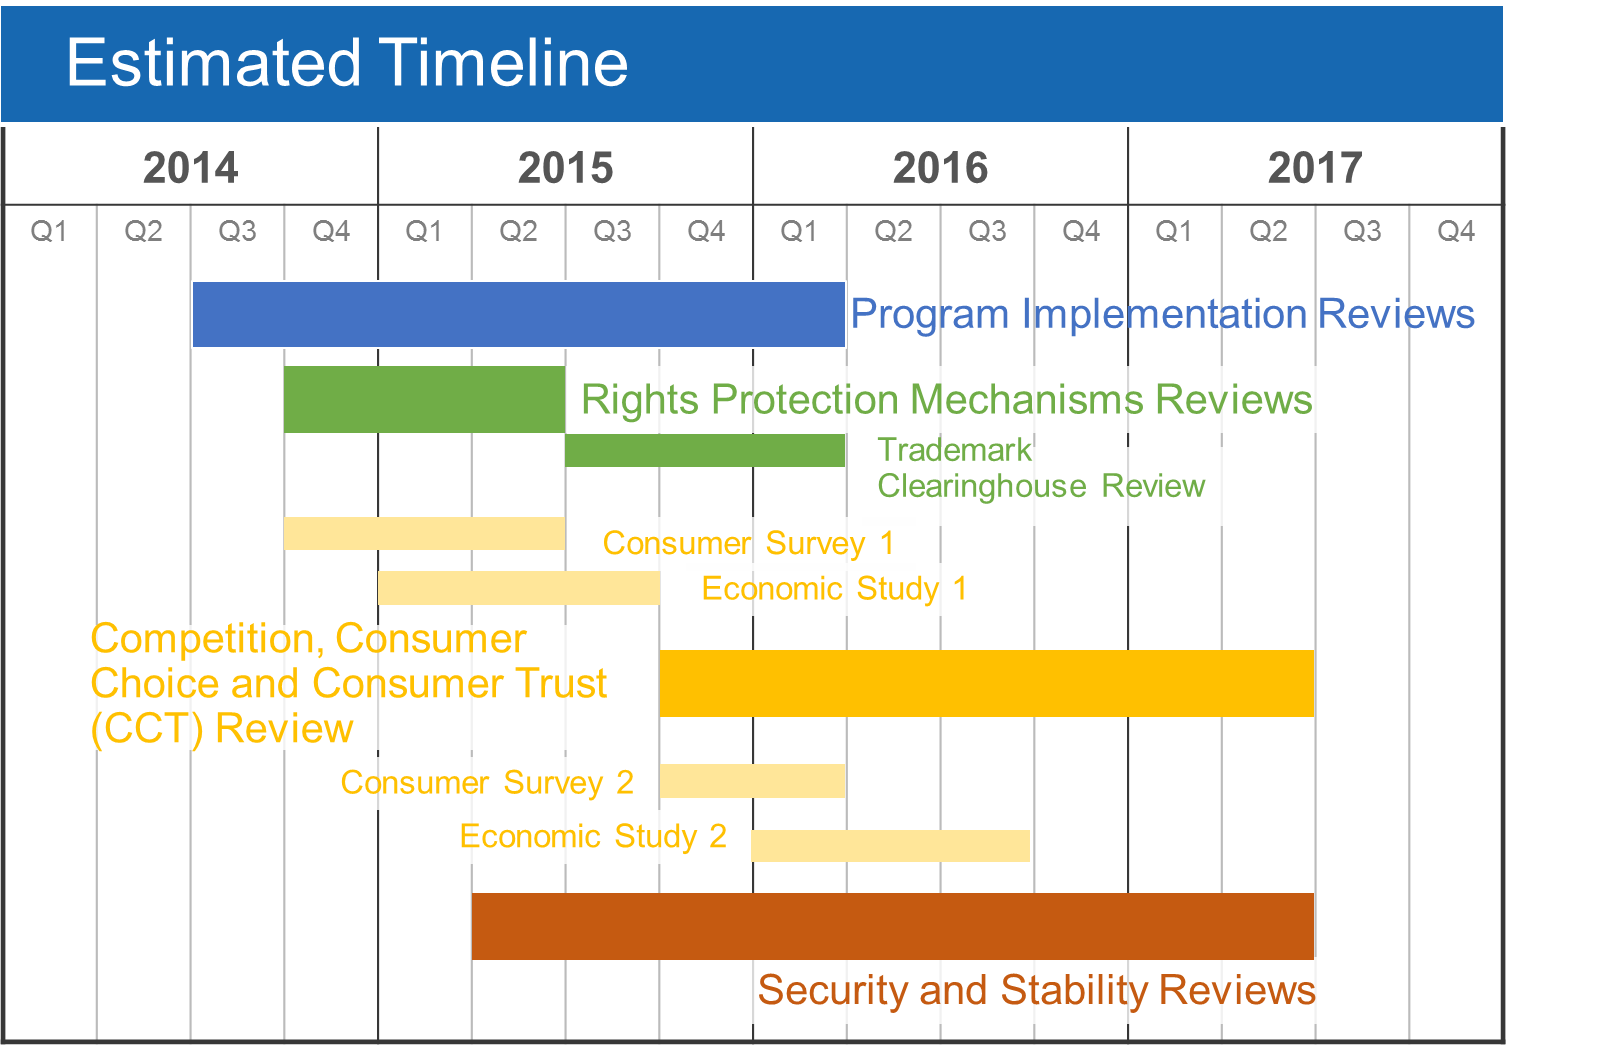 Estimated Timeline
2014 2015 2016 2017
Q1 Q2 Q3 Q4 Q1 Q2 Q3 Q4 Q1 Q2 Q3 Q4 Q1 Q2 Q3 Q4
Program Implementation Reviews
Rights Protection Mechanisms Reviews
Trademark
Clearinghouse Review
Consumer Survey 1
Economic Study 1
Competition, Consumer
Choice and Consumer Trust
(CCT) Review
Consumer Survey 2
Economic Study 2
Security and Stability Reviews